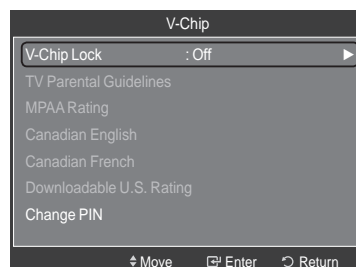 V-Chip
V-Chip Lock : Off
TV Parental Guidelines
MPAA Rating
Canadian English
Canadian French
Downloadable U.S. Rating
Change PIN
Move Enter Return